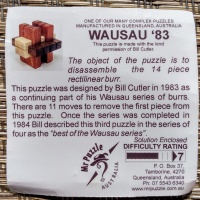 ONE OF OUR MANY COMPLEX PUZZLES
MANUFACTURED IN QUEENSLAND, AUSTRALIA
WAUSAU '83
This puzzle is made with the kind
permission of Bill Cutler
The object of the puzzle is to
disassemble the 14 piece
rectilinear burr.
This puzzle was designed by Bill Cutler in 1983 as
a continuing part of his Wausau series of burrs.
There are 11 moves to remove the first piece from
this puzzle. Once the series was completed in
1984 Bill described this third puzzle in the series of
four as the "best of the Wausau series".
Solution Enclosed
DIFFICULTY RATING
7
Mr Puzzle
AUSTRALIA
P O Box 37,
Tamborine, 4270
Queensland, Australia
Ph: 07 5543 6340
www.mrpuzzle.com.au